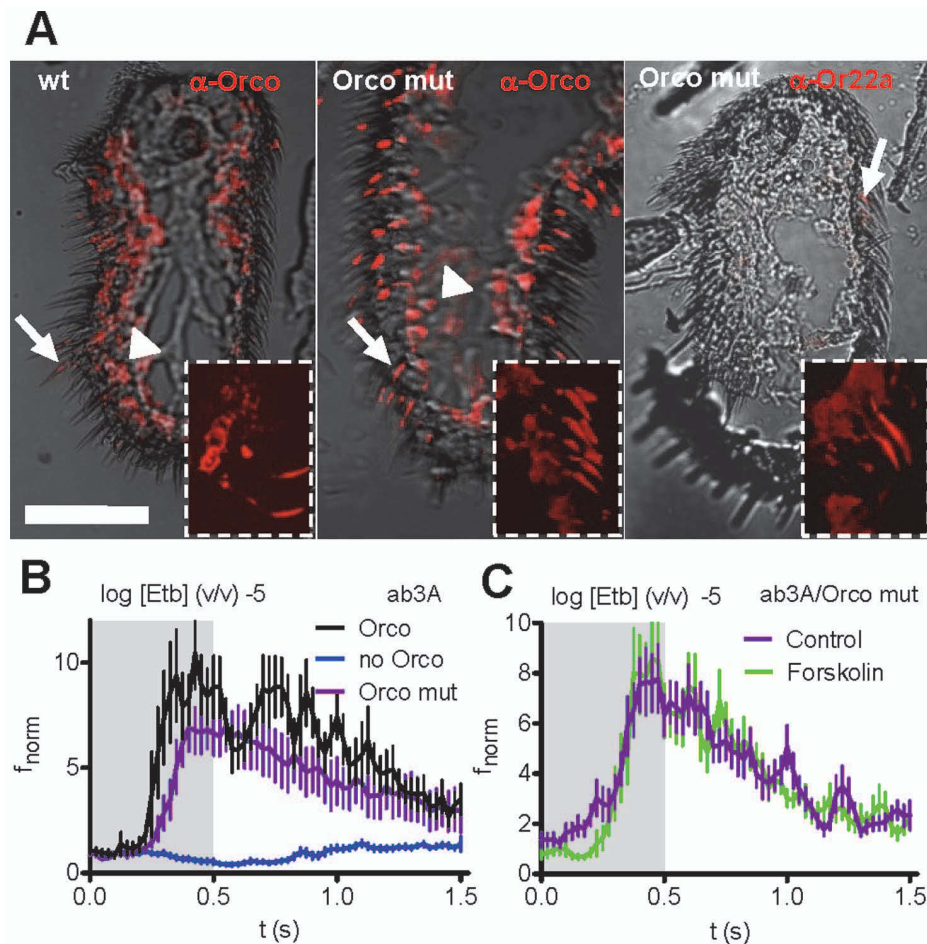 A
wt α-Orco Orco mut α-Orco Orco mut α-Or22a
B
log [Etb] (v/v) -5 ab3A
Orco
no Orco
Orco mut
fnorm
10
5
0
0.0 0.5 1.0 1.5
t (s)
C
log [Etb] (v/v) -5 ab3A/Orco mut
Control
Forskolin
fnorm
10
8
6
4
2
0
0.0 0.5 1.0 1.5
t (s)